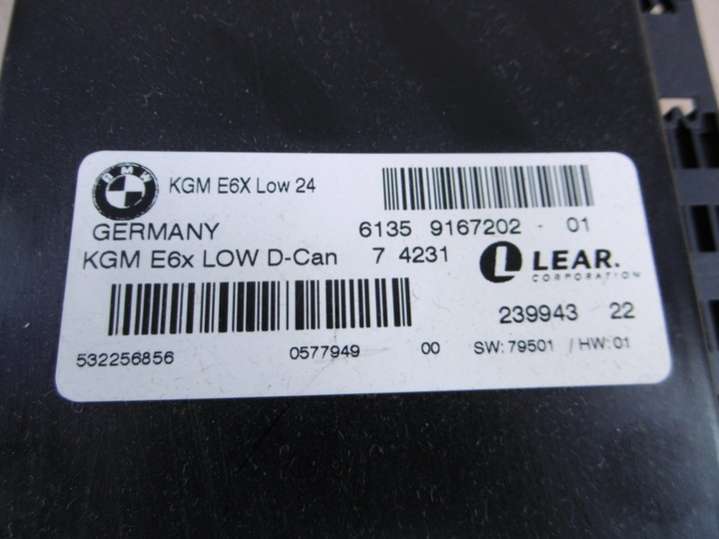 BMW
KGM E6X Low 24
GERMANY 6135 9167202 - 01
KGM E6x LOW D-Can 7 4231 L LEAR.
CORPORATION
239943 22
532256856 0577949 00 SW: 79501 / HW: 01